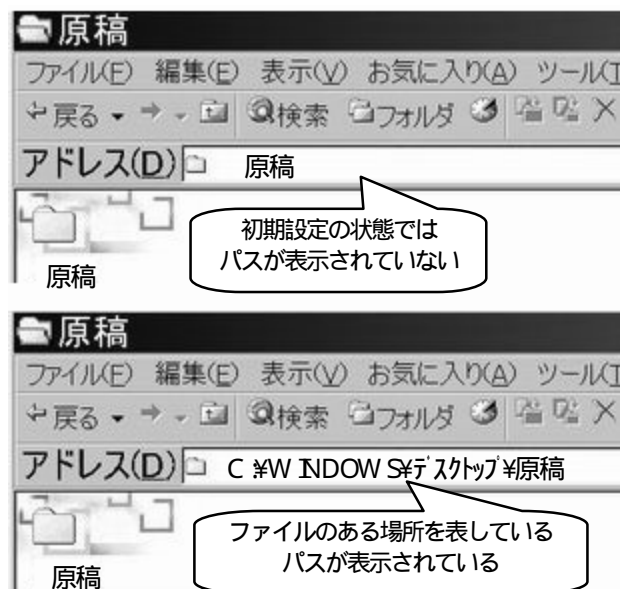 原稿
ファイル(F) 編集(E) 表示(V) お気に入り(A) ツール(T
戻る 検索 フォルダ
アドレス(D) 原稿
初期設定の状態では
パスが表示されていない
原稿
原稿
ファイル(F) 編集(E) 表示(V) お気に入り(A) ツール(T
戻る 検索 フォルダ
アドレス(D) C:¥WINDOWS¥デスクトップ¥原稿
ファイルのある場所を表している
パスが表示されている
原稿